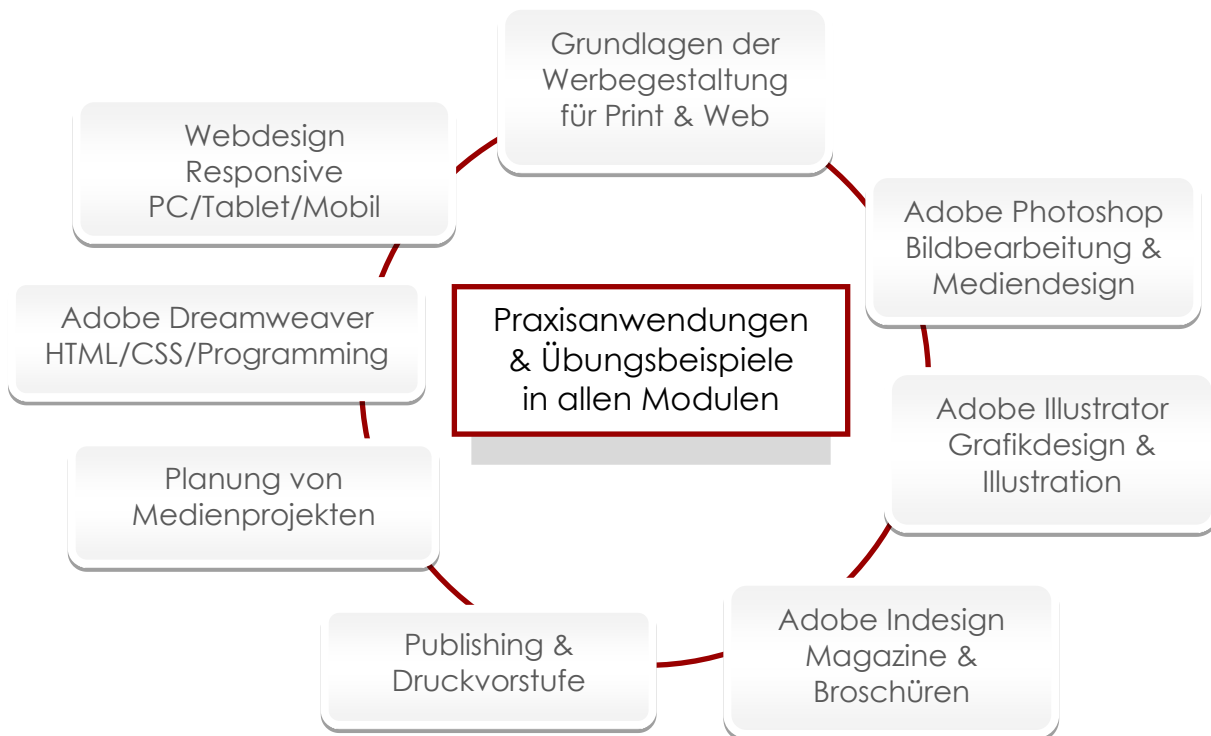 Grundlagen der
Werbegestaltung
für Print & Web
Adobe Photoshop
Bildbearbeitung &
Mediendesign
Adobe Illustrator
Grafikdesign &
Illustration
Adobe Indesign
Magazine &
Broschüren
Publishing &
Druckvorstufe
Planung von
Medienprojekten
Adobe Dreamweaver
HTML/CSS/Programming
Webdesign
Responsive
PC/Tablet/Mobil
Praxisanwendungen
& Übungsbeispiele
in allen Modulen